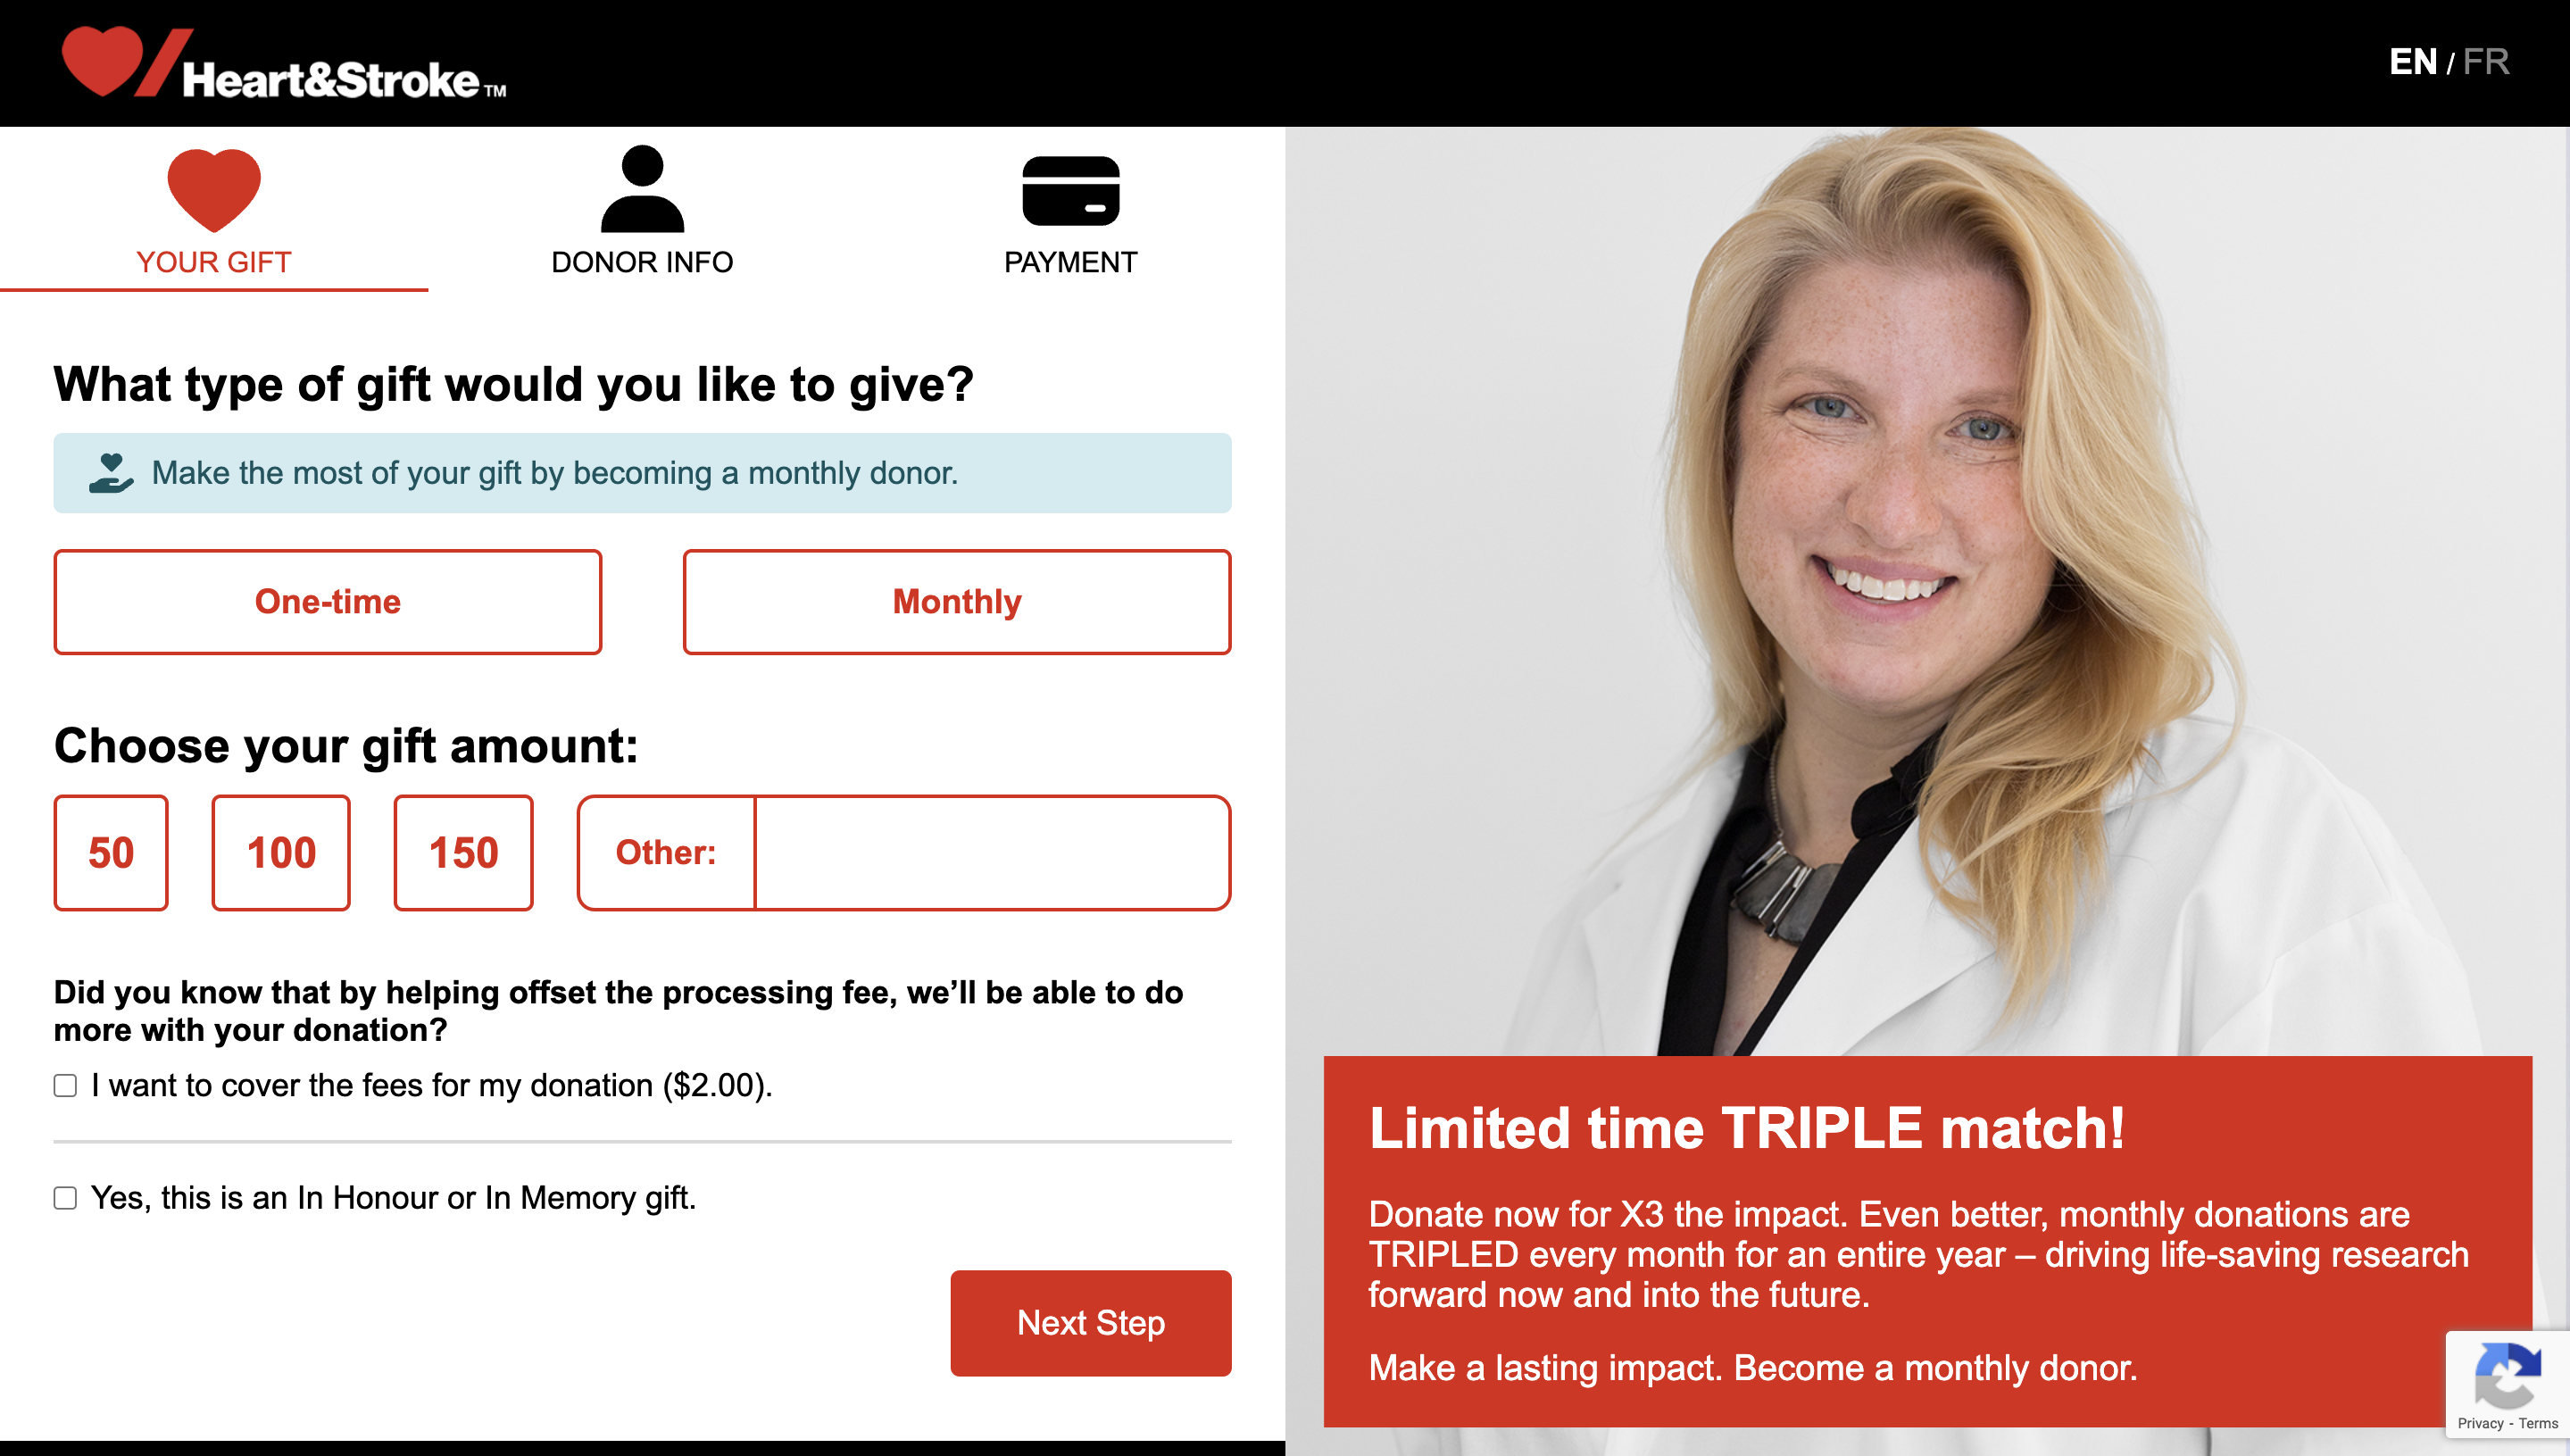 Heart&Stroke™
EN / FR
YOUR GIFT
DONOR INFO
PAYMENT
What type of gift would you like to give?
Make the most of your gift by becoming a monthly donor.
One-time
Monthly
Choose your gift amount:
50
100
150
Other:
Did you know that by helping offset the processing fee, we’ll be able to do
more with your donation?
I want to cover the fees for my donation ($2.00).
Yes, this is an In Honour or In Memory gift.
Next Step
Limited time TRIPLE match!
Donate now for X3 the impact. Even better, monthly donations are
TRIPLED every month for an entire year – driving life-saving research
forward now and into the future.
Make a lasting impact. Become a monthly donor.
Privacy - Terms